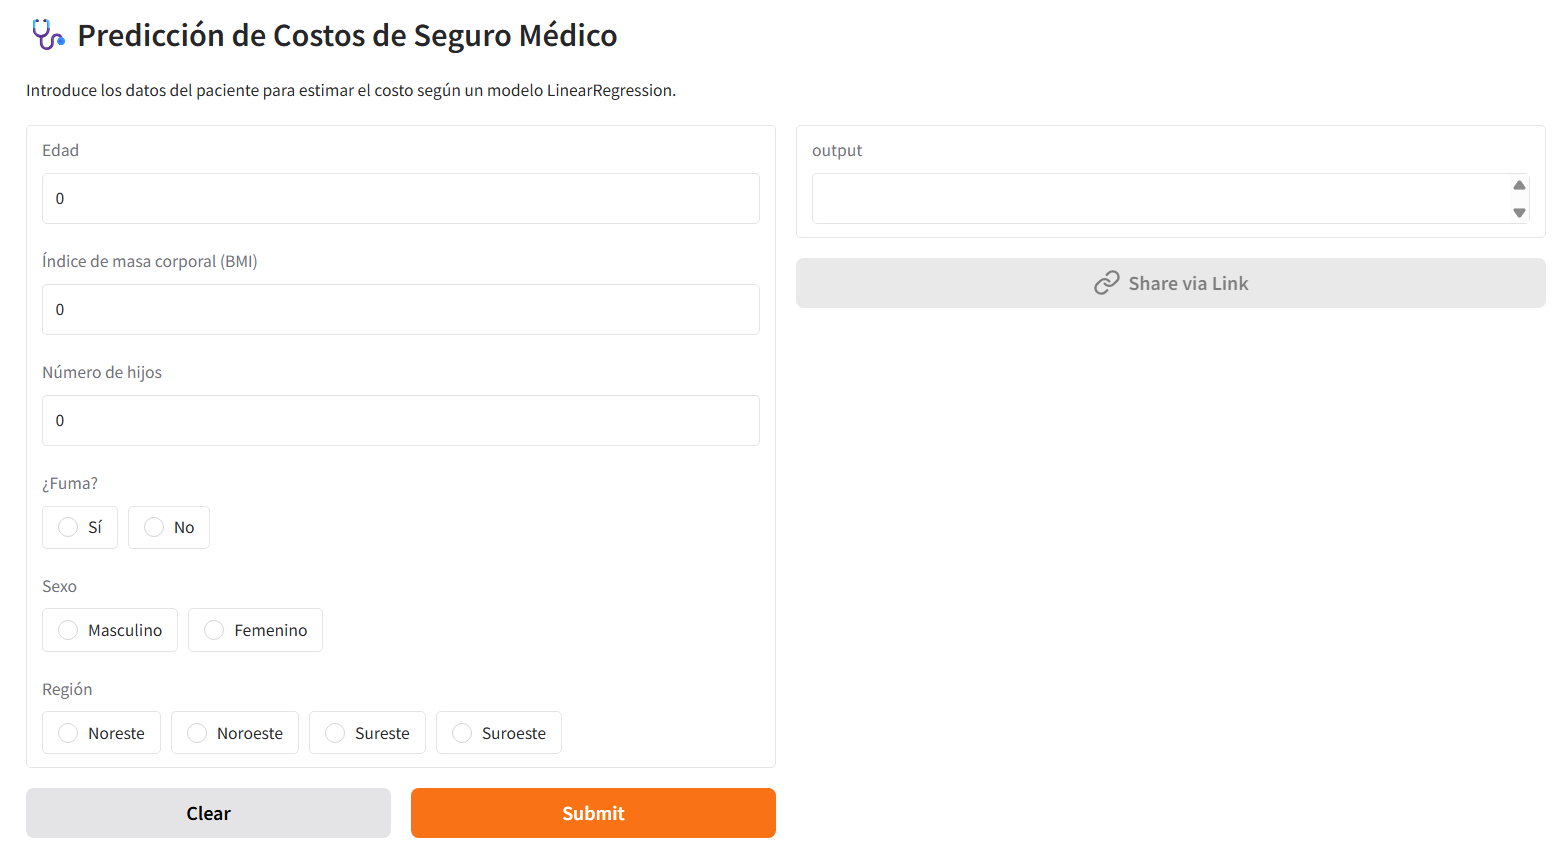 Predicción de Costos de Seguro Médico
Introduce los datos del paciente para estimar el costo según un modelo LinearRegression.
Edad
0
Índice de masa corporal (BMI)
0
Número de hijos
0
¿Fuma?
Sí No
Sexo
Masculino Femenino
Región
Noreste Noroeste Sureste Suroeste
Clear Submit
output
Share via Link